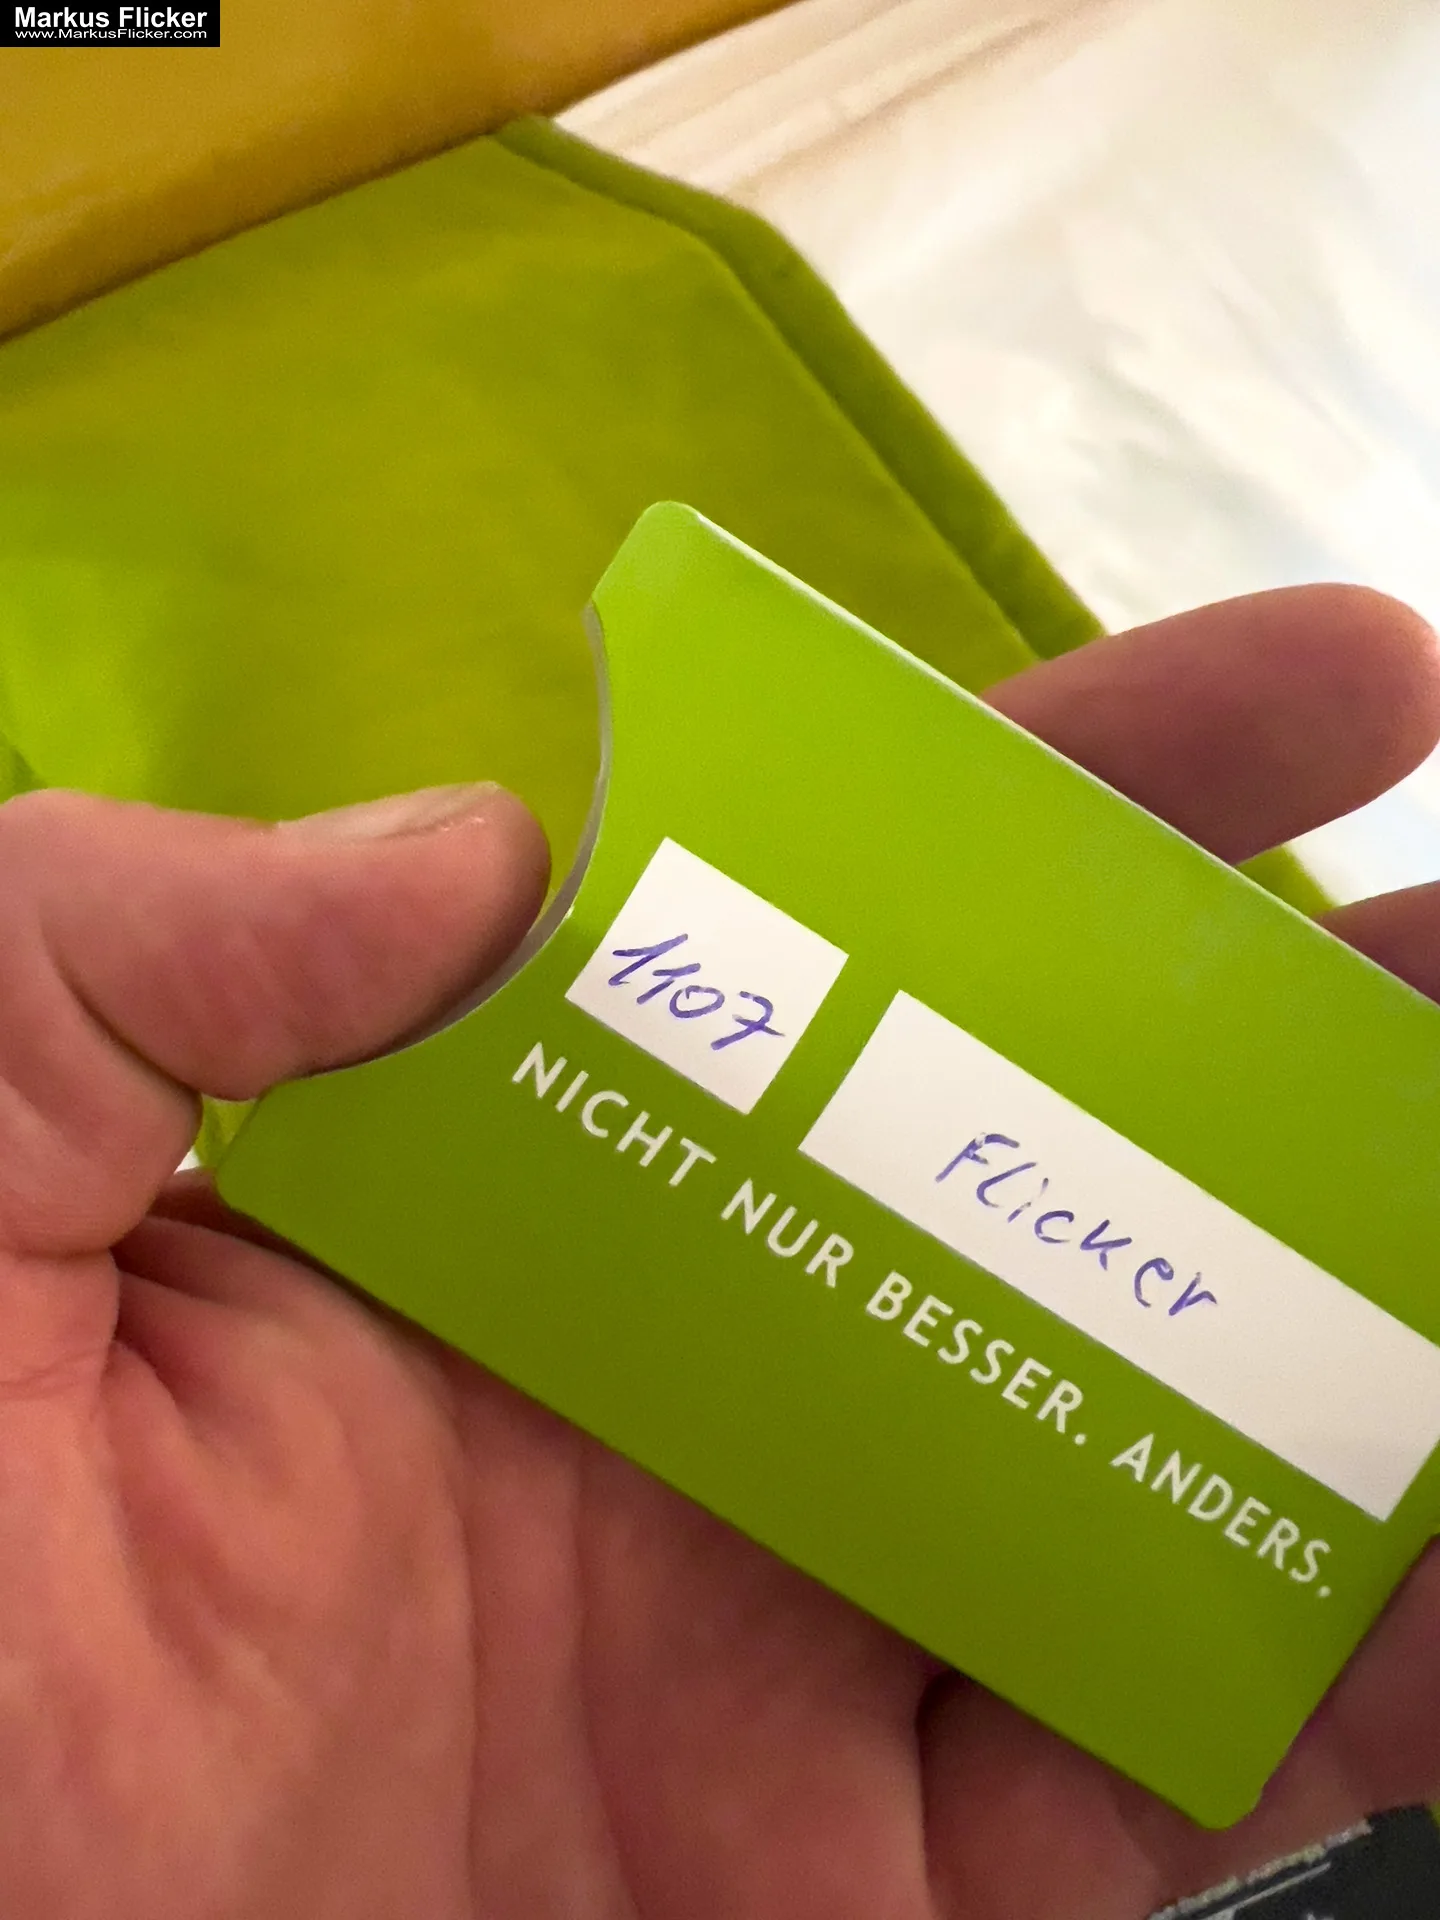 Markus Flicker
www.MarkusFlicker.com
1107
Flicker
NICHT NUR BESSER. ANDERS.